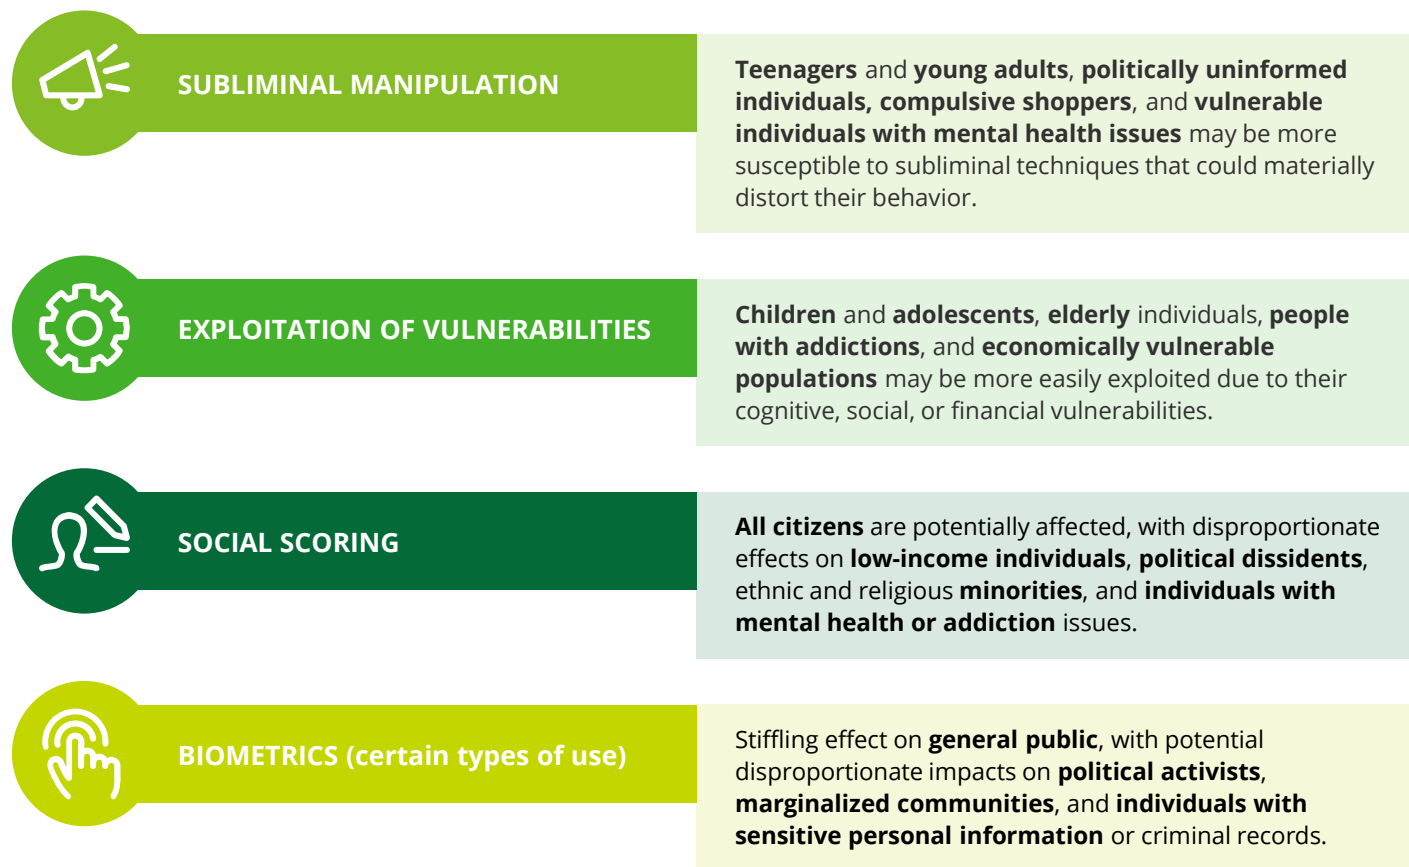 SUBLIMINAL MANIPULATION
Teenagers and young adults, politically uninformed
individuals, compulsive shoppers, and vulnerable
individuals with mental health issues may be more
susceptible to subliminal techniques that could materially
distort their behavior.
EXPLOITATION OF VULNERABILITIES
Children and adolescents, elderly individuals, people
with addictions, and economically vulnerable
populations may be more easily exploited due to their
cognitive, social, or financial vulnerabilities.
SOCIAL SCORING
All citizens are potentially affected, with disproportionate
effects on low-income individuals, political dissidents,
ethnic and religious minorities, and individuals with
mental health or addiction issues.
BIOMETRICS (certain types of use)
Stiffling effect on general public, with potential
disproportionate impacts on political activists,
marginalized communities, and individuals with
sensitive personal information or criminal records.